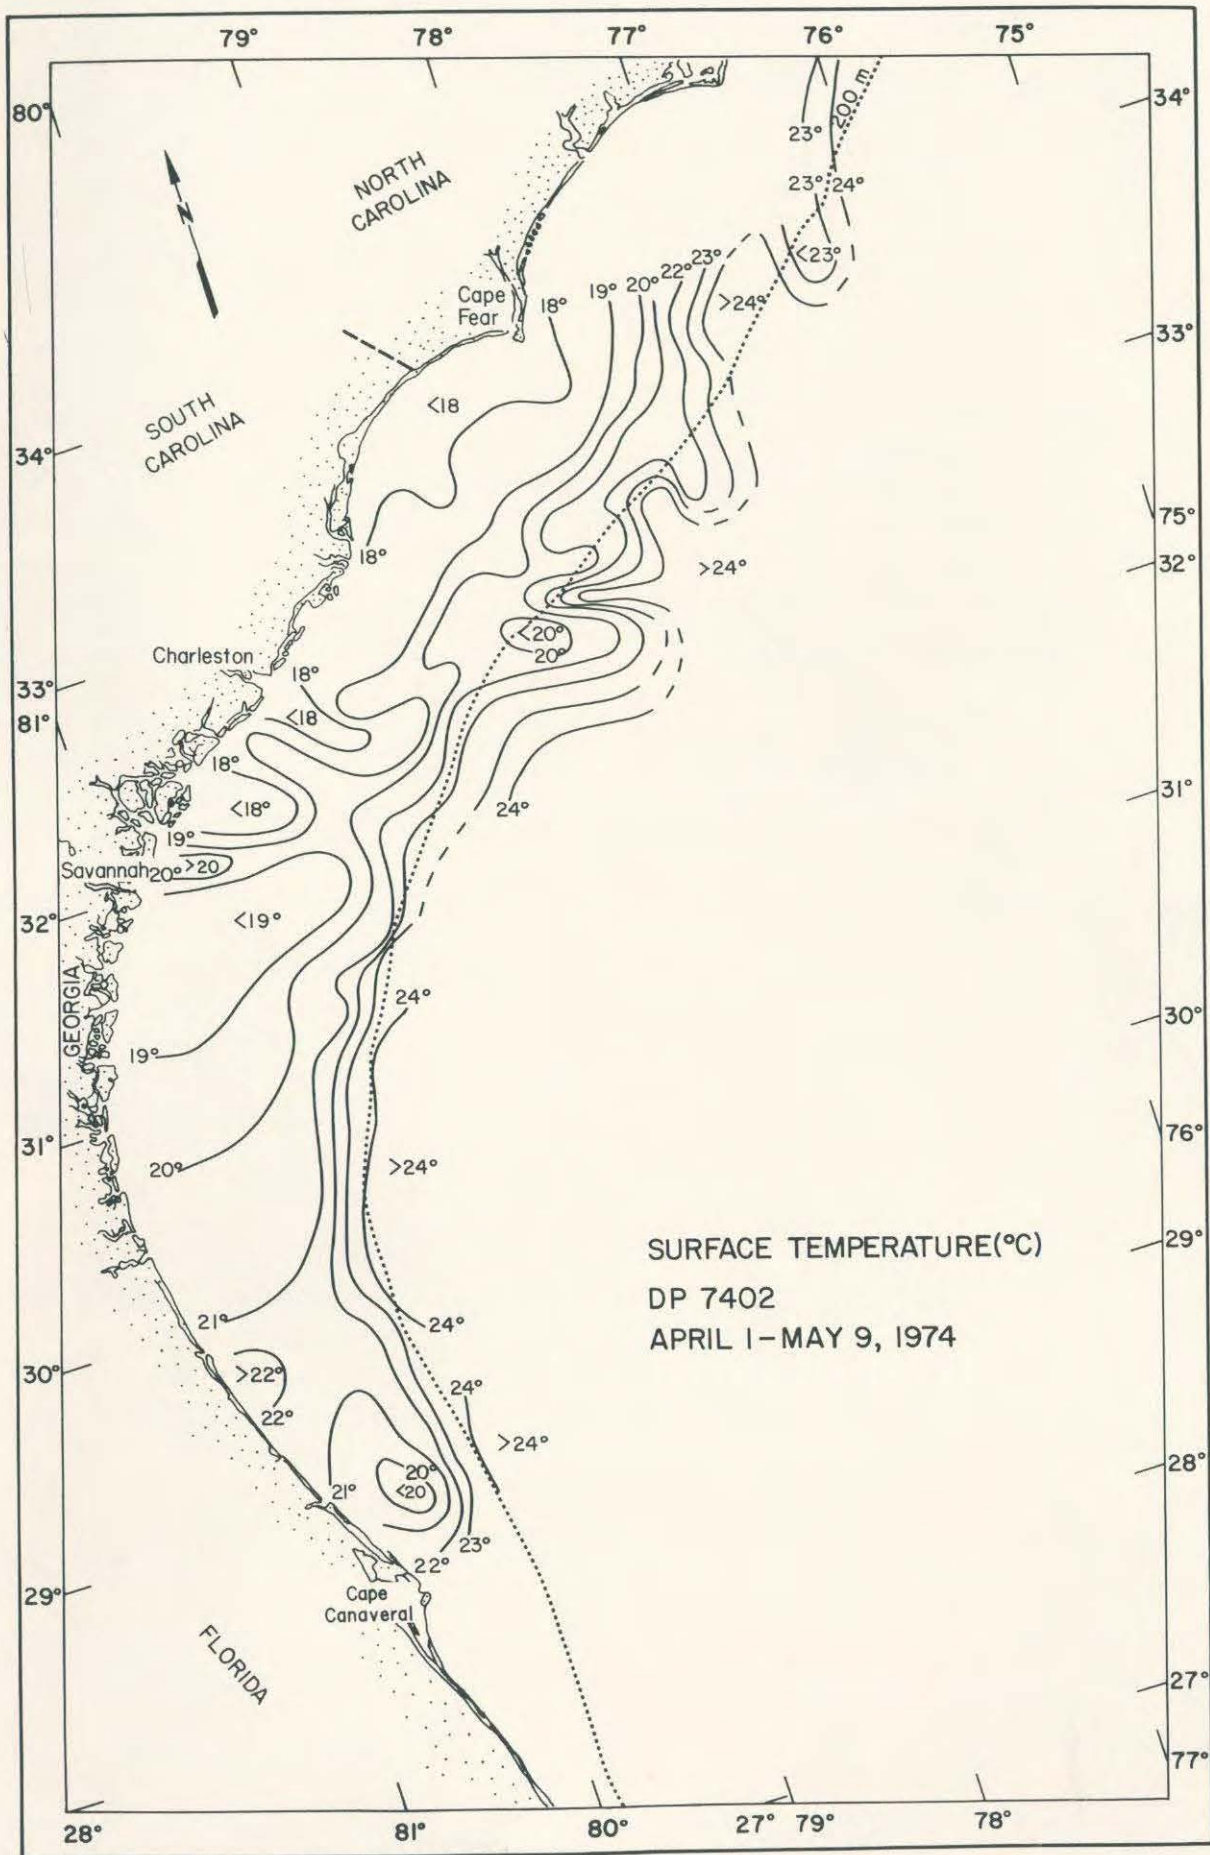 79° 78° 77° 76° 75°
80°
34°
200 m
23°
23° 24°
<23°
NORTH
CAROLINA
N
Cape
Fear
18° 19° 20° 22° 23°
>24°
33°
SOUTH
CAROLINA
<18
34°
75°
18°
>24°
32°
<20°
20°
Charleston
18°
33°
81°
<18
18°
<18°
24°
31°
19°
Savannah
20° >20
32°
<19°
GEORGIA
24°
30°
19°
31°
76°
20°
>24°
SURFACE TEMPERATURE(°C)
29°
DP 7402
21°
24°
APRIL 1-MAY 9, 1974
30°
>22°
24°
22°
>24°
28°
20°
21°
<20
23°
22°
29°
Cape
Canaveral
FLORIDA
27°
77°
28° 81° 80° 27° 79° 78°